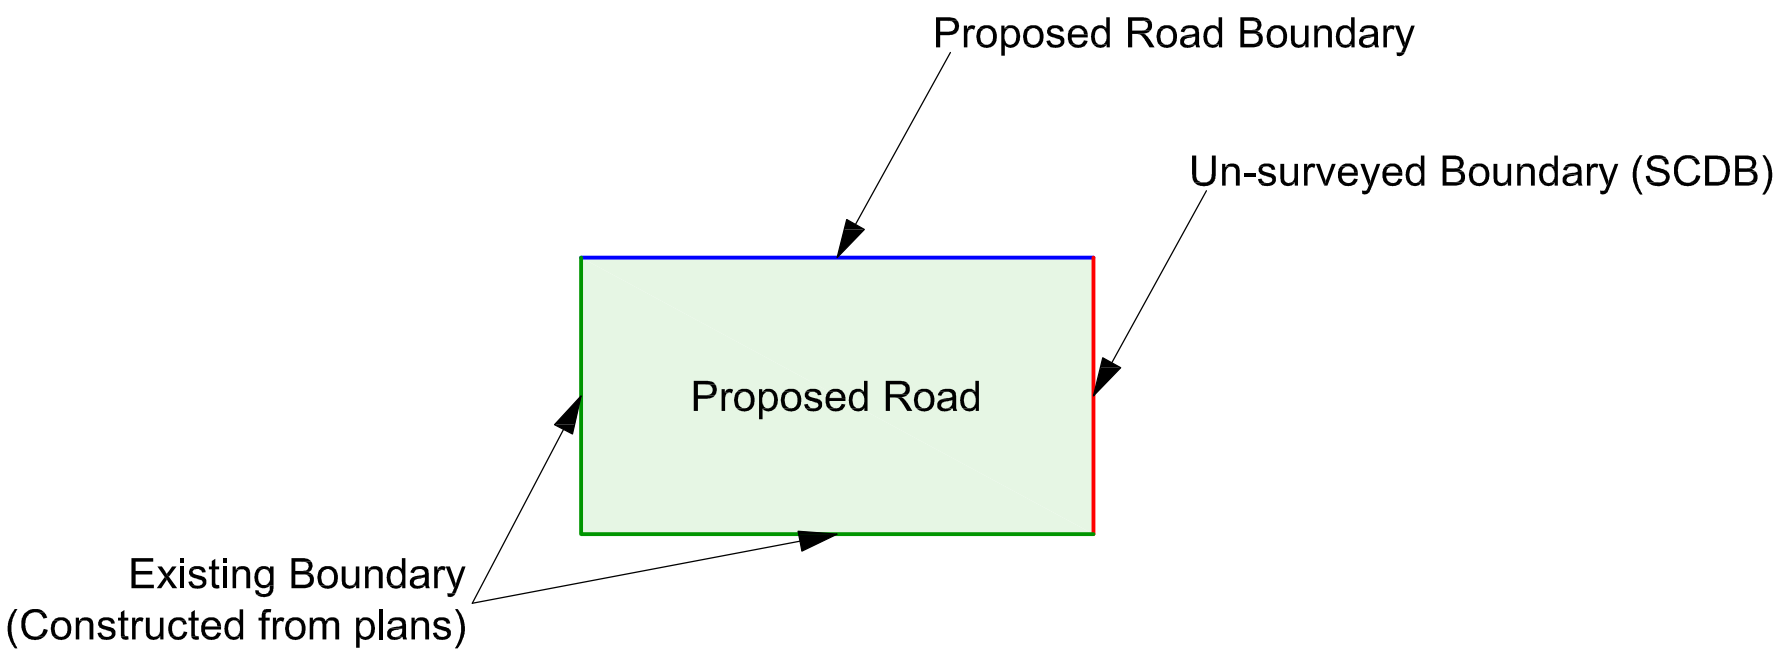 Proposed Road Boundary
Un-surveyed Boundary (SCDB)
Proposed Road
Existing Boundary
(Constructed from plans)